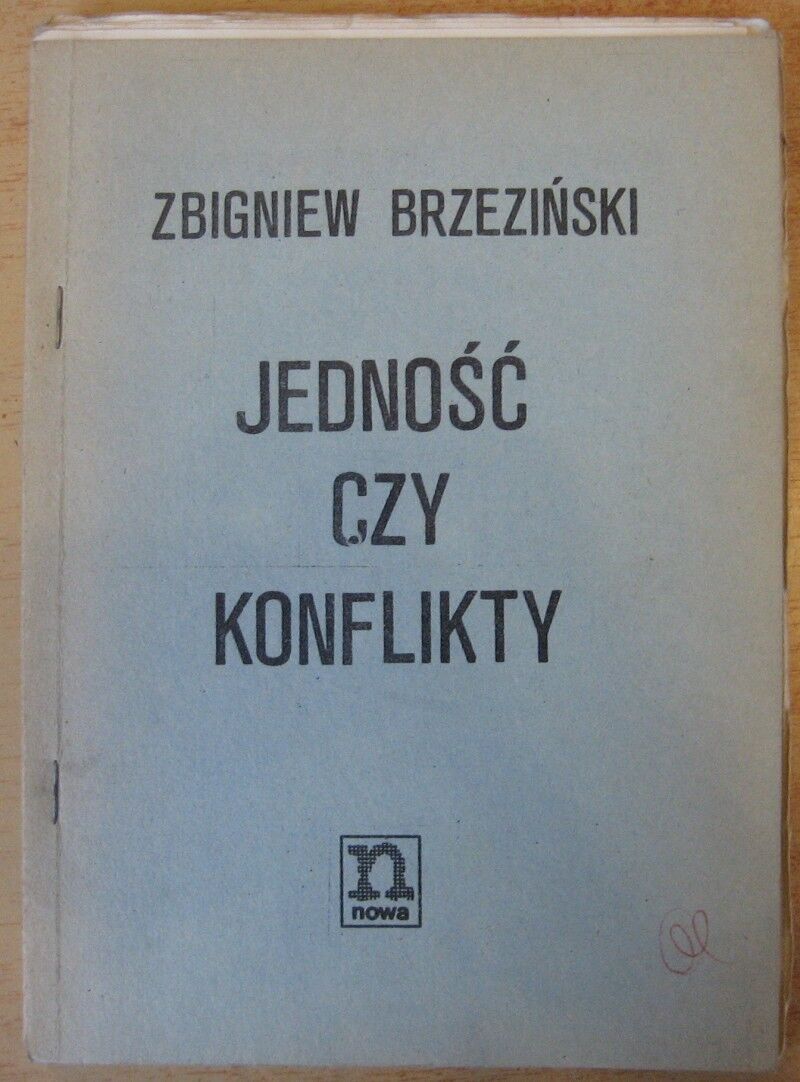 ZBIGNIEW BRZEZIŃSKI
JEDNOŚĆ
CZY
KONFLIKTY
n
nowa